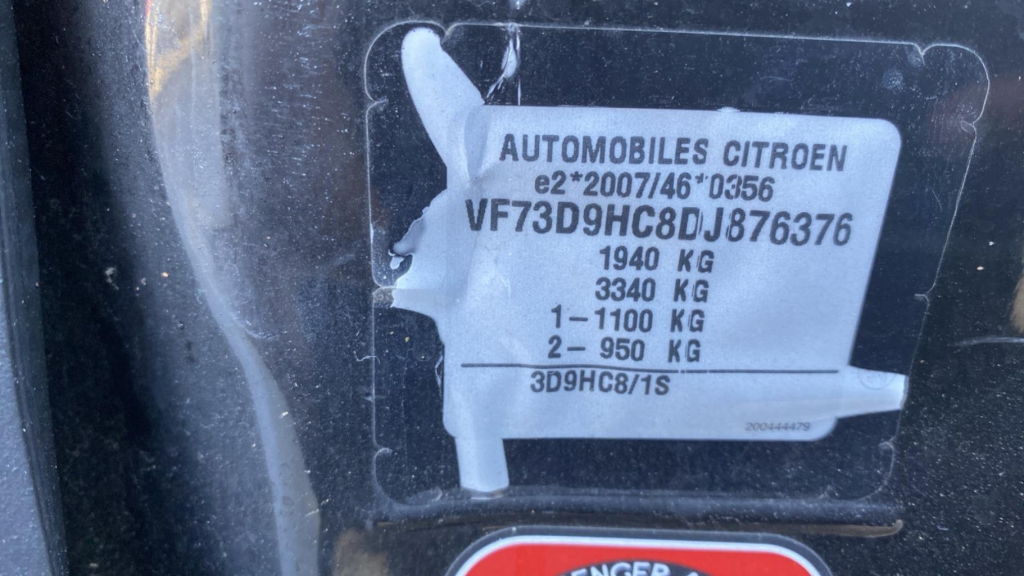 AUTOMOBILES CITROEN
e2*2007/46*0356
VF73D9HC8DJ876376
1940 KG
3340 KG
1-1100 KG
2- 950 KG
3D9HC8/1S
200444479